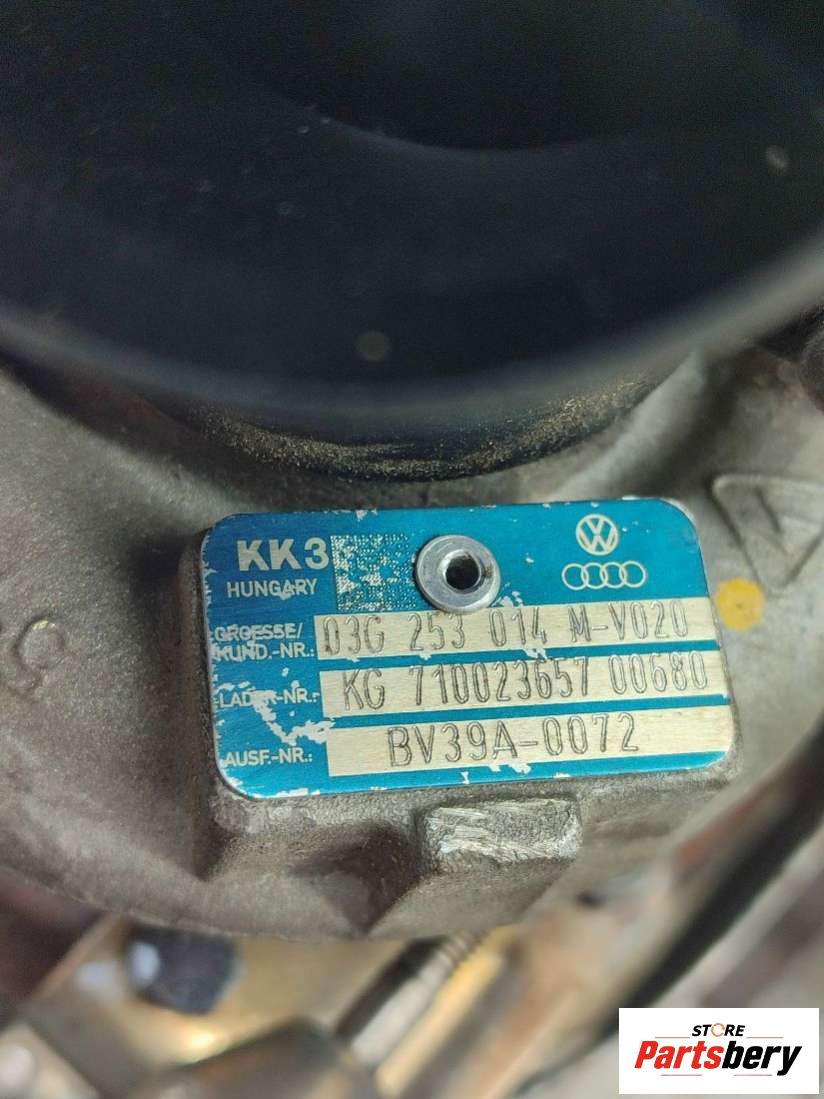 KK3
HUNGARY
GROESSE/
KUND.-NR.: 03G 253 014 M-V020
LADER-NR.: KG 710023657 00680
AUSF.-NR.: BV39A-0072
STORE
Partsbery